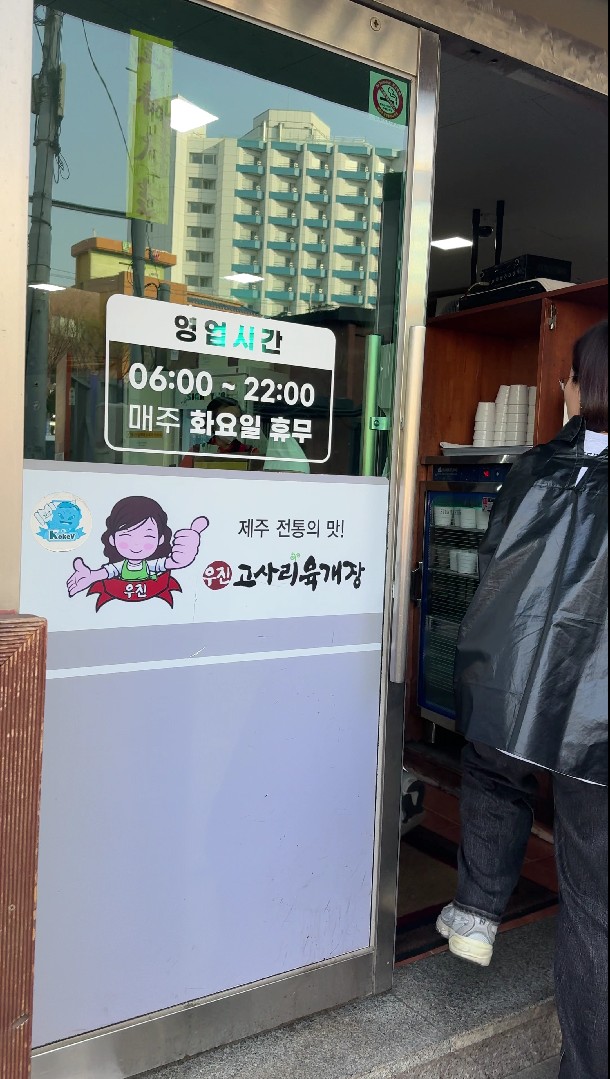 영업시간
06:00 ~ 22:00
매주 화요일 휴무
KOKEY
제주 전통의 맛!
우진 고사리육개장
우진